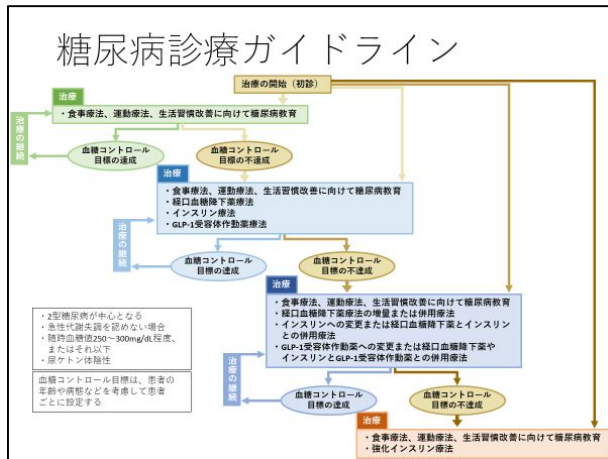 糖尿病診療ガイドライン
治療の開始（初診）
治療
・食事療法、運動療法、生活習慣改善に向けて糖尿病教育
治療の継続
血糖コントロール
目標の達成
血糖コントロール
目標の不達成
治療
・食事療法、運動療法、生活習慣改善に向けて糖尿病教育
・経口血糖降下薬療法
・インスリン療法
・GLP-1受容体作動薬療法
治療の継続
血糖コントロール
目標の達成
血糖コントロール
目標の不達成
治療
・食事療法、運動療法、生活習慣改善に向けて糖尿病教育
・経口血糖降下薬療法の増量または併用療法
・インスリンへの変更または経口血糖降下薬とインスリン
との併用療法
・GLP-1受容体作動薬への変更または経口血糖降下薬や
インスリンとGLP-1受容体作動薬との併用療法
治療の継続
血糖コントロール
目標の達成
血糖コントロール
目標の不達成
治療
・食事療法、運動療法、生活習慣改善に向けて糖尿病教育
・強化インスリン療法
・2型糖尿病が中心となる
・急性代謝失調を認めない場合
・随時血糖値250～300mg/dL程度、
またはそれ以下
・尿ケトン体陰性
血糖コントロール目標は、患者の
年齢や病態などを考慮して患者
ごとに設定する